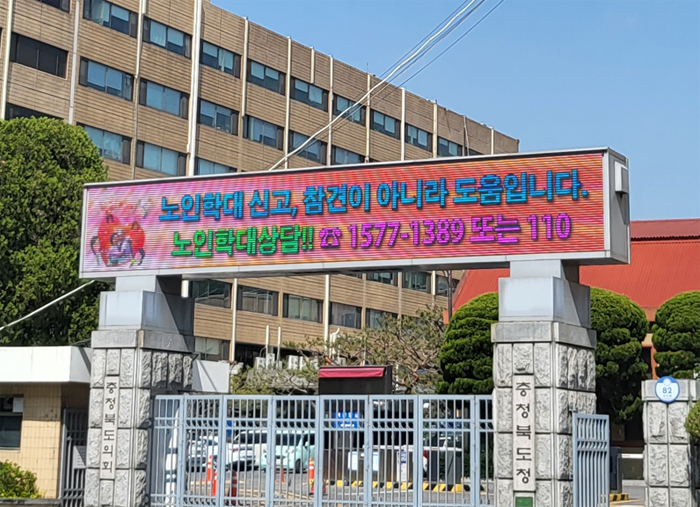 노인학대 신고, 참견이 아니라 도움입니다.
노인학대상담!! ☎ 1577-1389 또는 110
충청북도의회
충청북도청
82